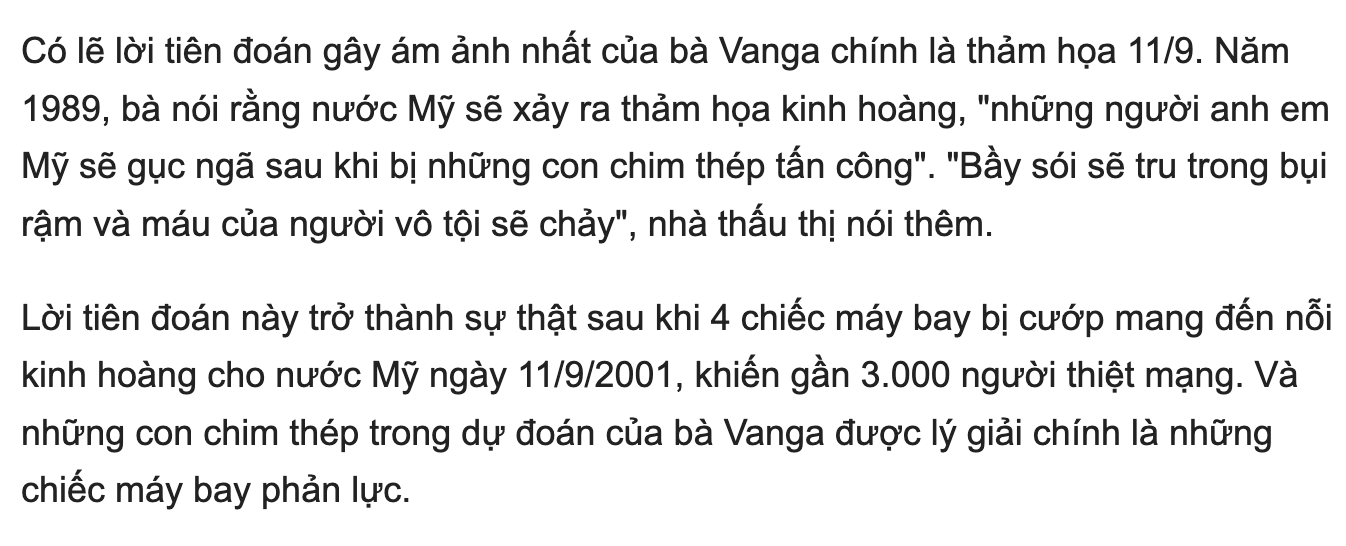 Có lẽ lời tiên đoán gây ám ảnh nhất của bà Vanga chính là thảm họa 11/9. Năm
1989, bà nói rằng nước Mỹ sẽ xảy ra thảm họa kinh hoàng, "những người anh em
Mỹ sẽ gục ngã sau khi bị những con chim thép tấn công". "Bầy sói sẽ tru trong bụi
rậm và máu của người vô tội sẽ chảy", nhà thấu thị nói thêm.
Lời tiên đoán này trở thành sự thật sau khi 4 chiếc máy bay bị cướp mang đến nỗi
kinh hoàng cho nước Mỹ ngày 11/9/2001, khiến gần 3.000 người thiệt mạng. Và
những con chim thép trong dự đoán của bà Vanga được lý giải chính là những
chiếc máy bay phản lực.